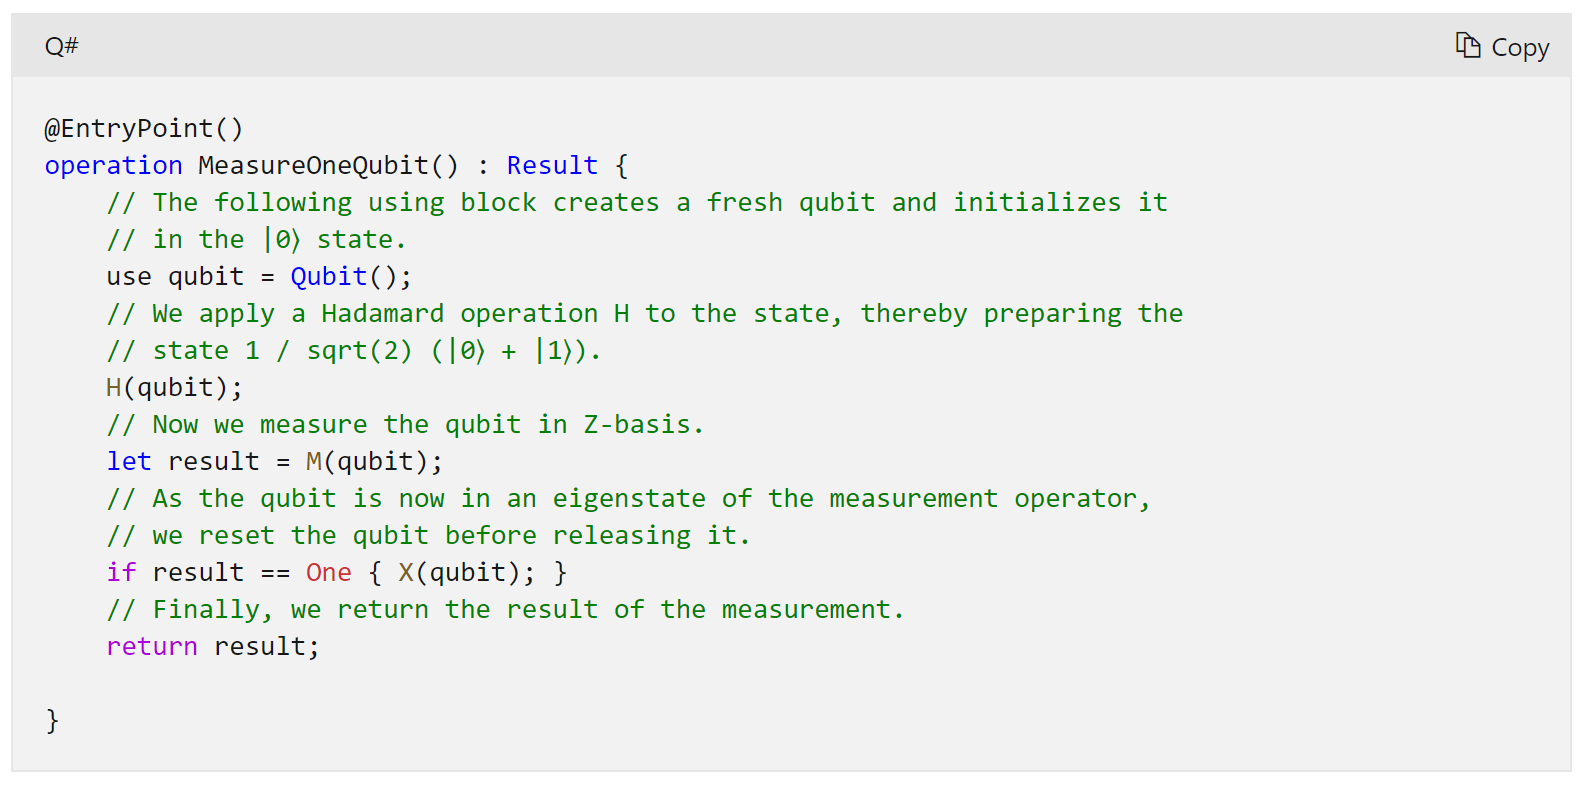 Q#
Copy
@EntryPoint()
operation MeasureOneQubit() : Result {
    // The following using block creates a fresh qubit and initializes it
    // in the |0⟩ state.
    use qubit = Qubit();
    // We apply a Hadamard operation H to the state, thereby preparing the
    // state 1 / sqrt(2) (|0⟩ + |1⟩).
    H(qubit);
    // Now we measure the qubit in Z-basis.
    let result = M(qubit);
    // As the qubit is now in an eigenstate of the measurement operator,
    // we reset the qubit before releasing it.
    if result == One { X(qubit); }
    // Finally, we return the result of the measurement.
    return result;
}